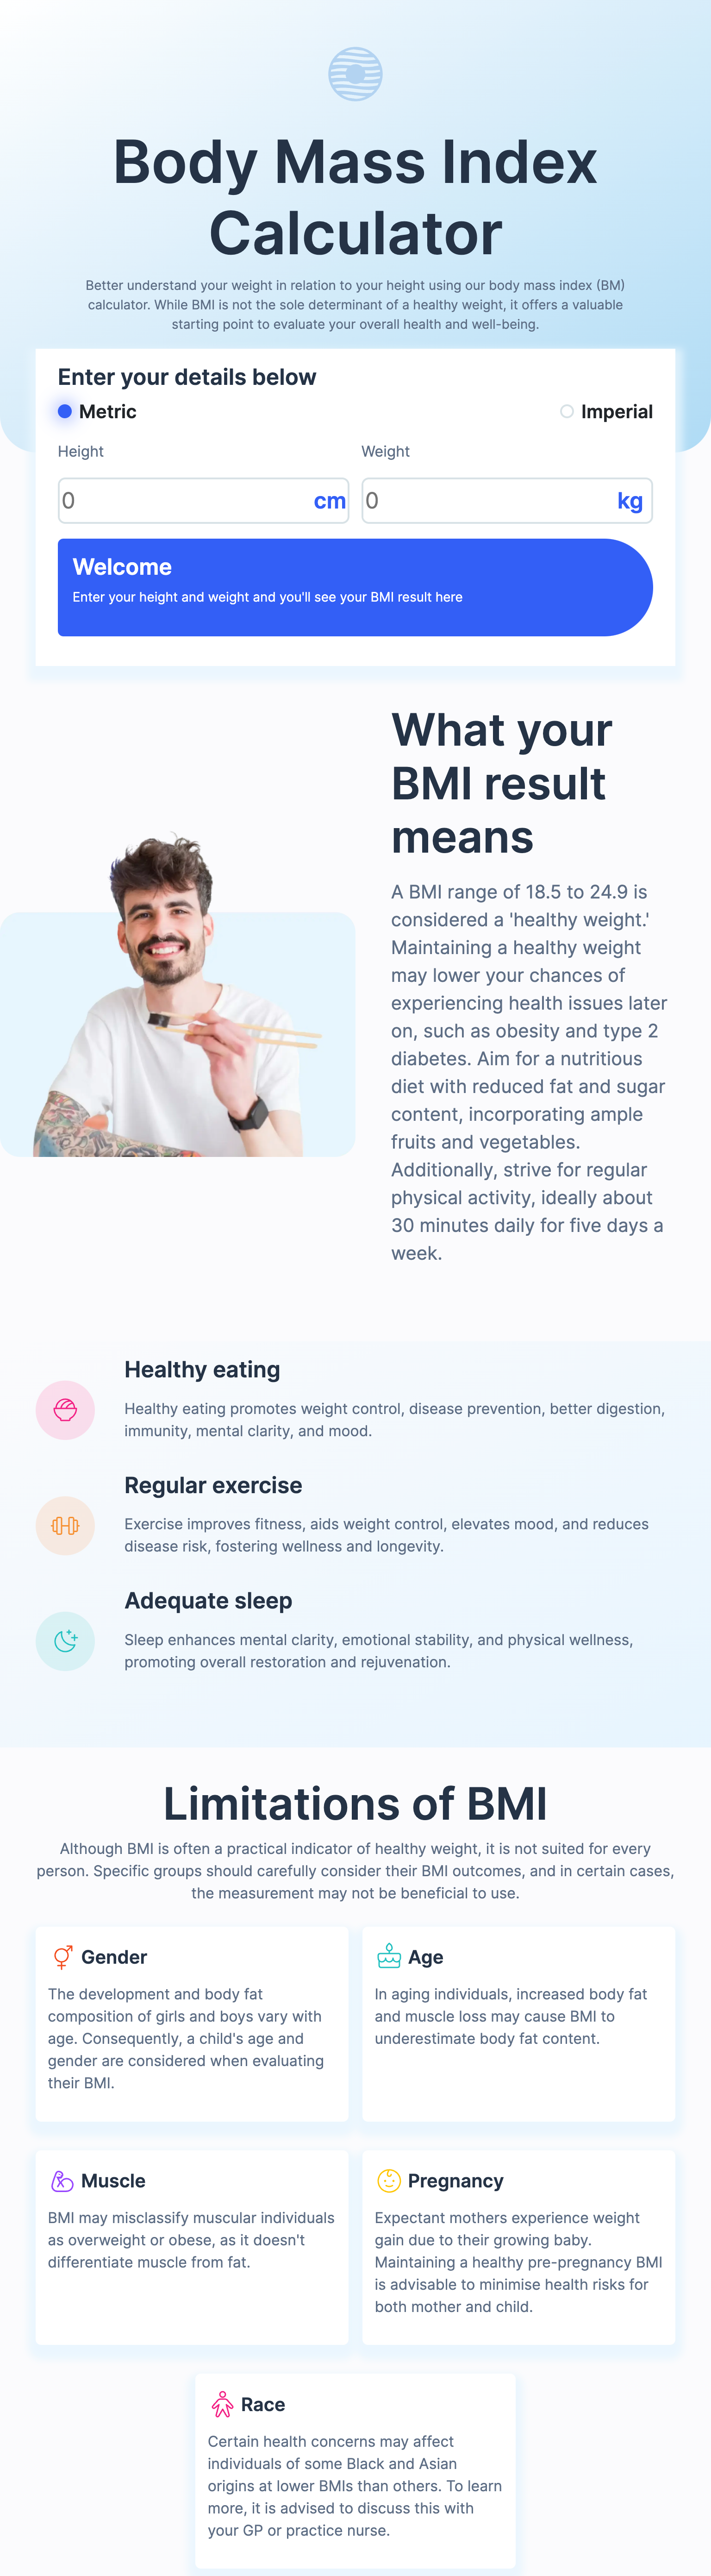 Body Mass Index
Calculator
Better understand your weight in relation to your height using our body mass index (BM)
calculator. While BMI is not the sole determinant of a healthy weight, it offers a valuable
starting point to evaluate your overall health and well-being.
Enter your details below
Metric
Imperial
Height
Weight
0 cm
0 kg
Welcome
Enter your height and weight and you'll see your BMI result here
What your
BMI result
means
A BMI range of 18.5 to 24.9 is
considered a 'healthy weight.'
Maintaining a healthy weight
may lower your chances of
experiencing health issues later
on, such as obesity and type 2
diabetes. Aim for a nutritious
diet with reduced fat and sugar
content, incorporating ample
fruits and vegetables.
Additionally, strive for regular
physical activity, ideally about
30 minutes daily for five days a
week.
Healthy eating
Healthy eating promotes weight control, disease prevention, better digestion,
immunity, mental clarity, and mood.
Regular exercise
Exercise improves fitness, aids weight control, elevates mood, and reduces
disease risk, fostering wellness and longevity.
Adequate sleep
Sleep enhances mental clarity, emotional stability, and physical wellness,
promoting overall restoration and rejuvenation.
Limitations of BMI
Although BMI is often a practical indicator of healthy weight, it is not suited for every
person. Specific groups should carefully consider their BMI outcomes, and in certain cases,
the measurement may not be beneficial to use.
Gender
The development and body fat
composition of girls and boys vary with
age. Consequently, a child's age and
gender are considered when evaluating
their BMI.
Age
In aging individuals, increased body fat
and muscle loss may cause BMI to
underestimate body fat content.
Muscle
BMI may misclassify muscular individuals
as overweight or obese, as it doesn't
differentiate muscle from fat.
Pregnancy
Expectant mothers experience weight
gain due to their growing baby.
Maintaining a healthy pre-pregnancy BMI
is advisable to minimise health risks for
both mother and child.
Race
Certain health concerns may affect
individuals of some Black and Asian
origins at lower BMIs than others. To learn
more, it is advised to discuss this with
your GP or practice nurse.